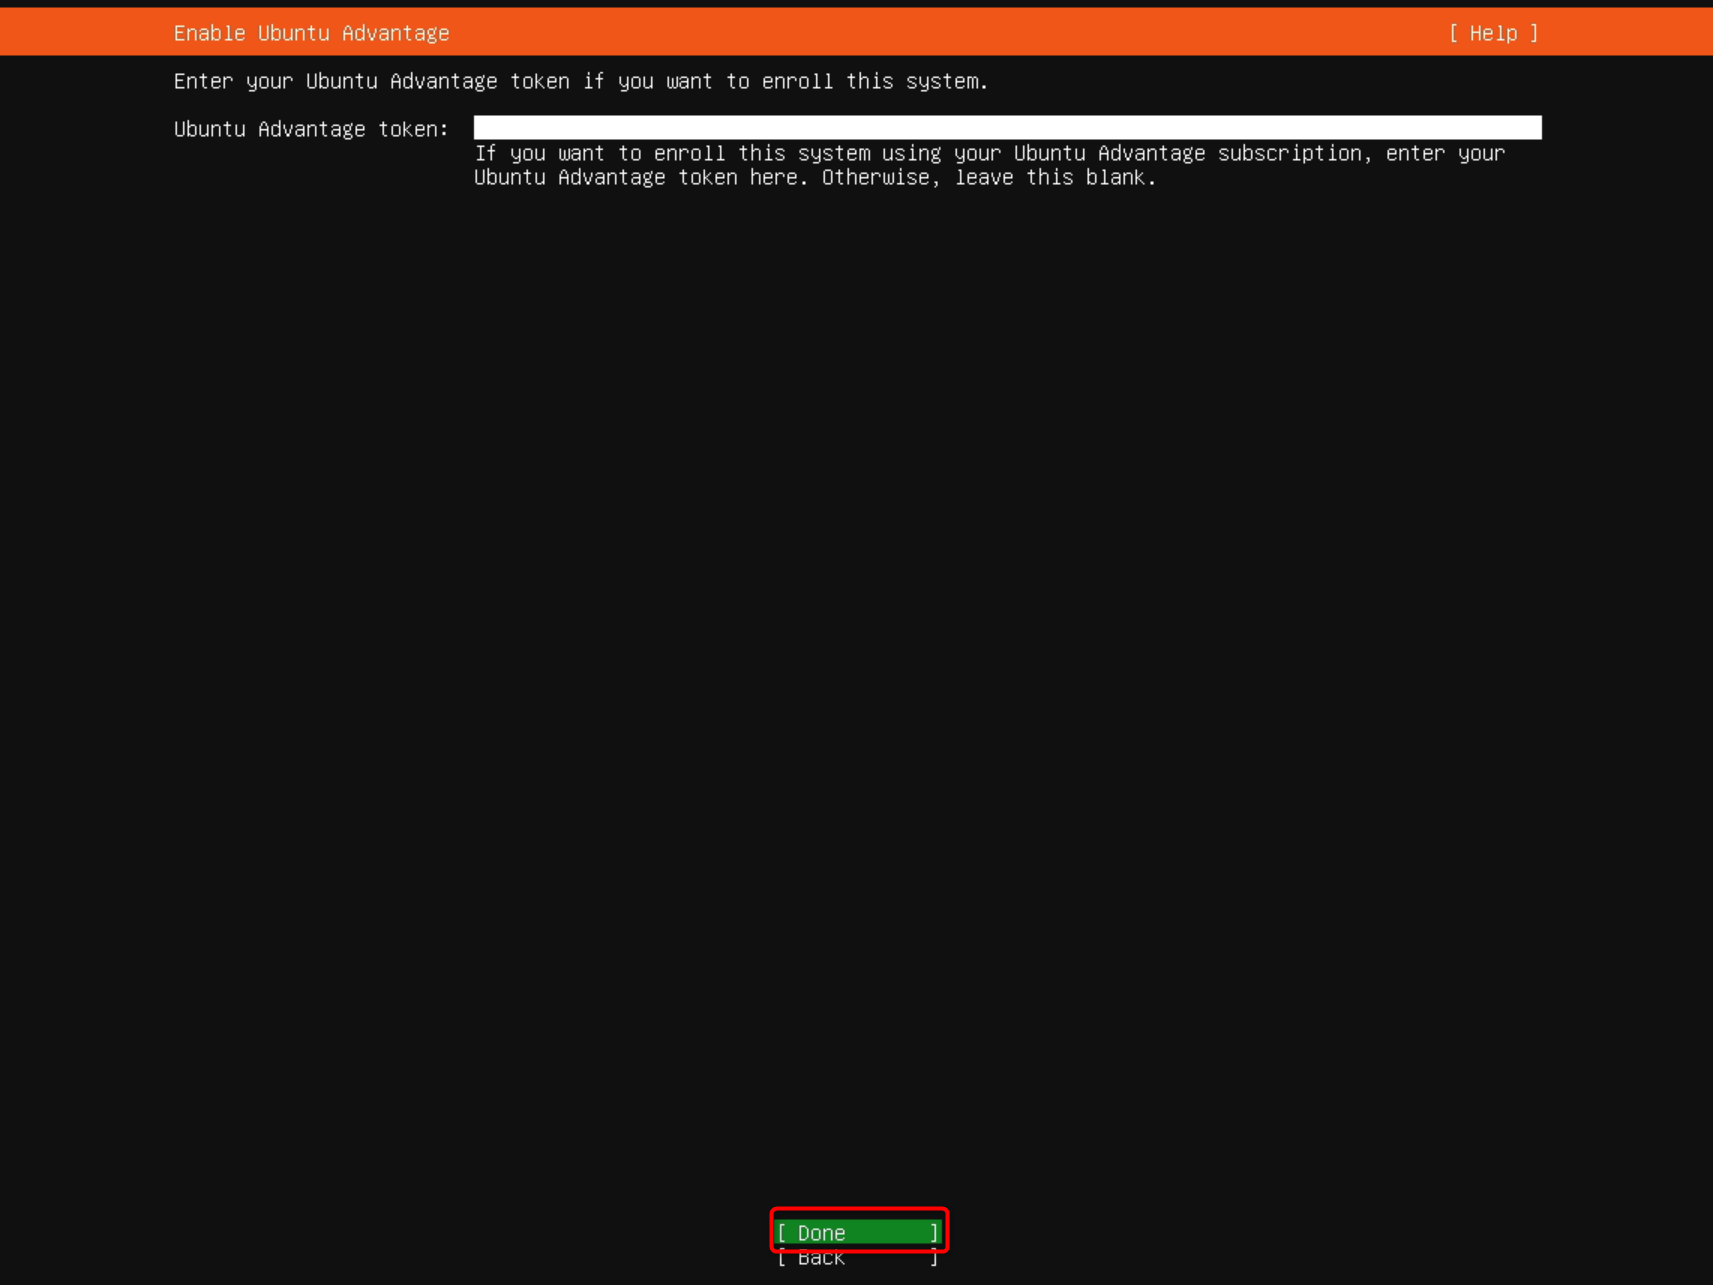 Enable Ubuntu Advantage [ Help ]
Enter your Ubuntu Advantage token if you want to enroll this system.
Ubuntu Advantage token:
If you want to enroll this system using your Ubuntu Advantage subscription, enter your
Ubuntu Advantage token here. Otherwise, leave this blank.
[ Done ]
[ Back ]